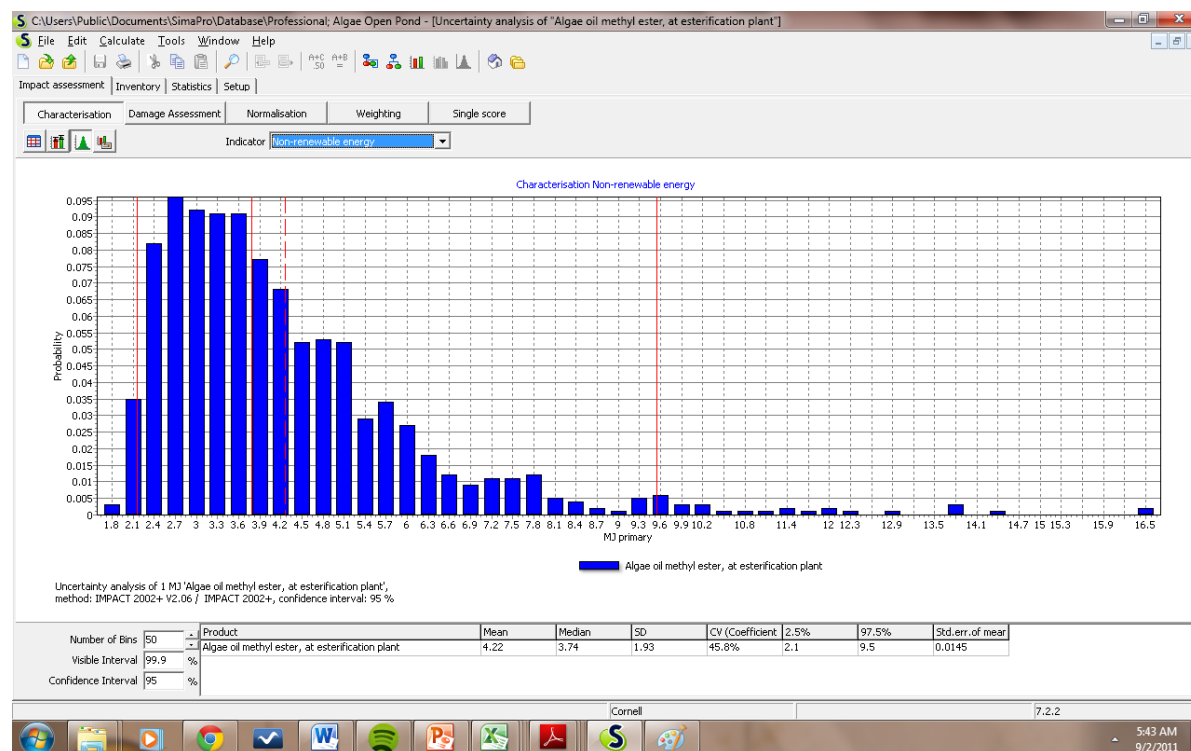 C:\Users\Public\Documents\SimaPro\Database\Professional; Algae Open Pond - [Uncertainty analysis of "Algae oil methyl ester, at esterification plant"]
File Edit Calculate Tools Window Help
A+C .50 A+B =
Impact assessment Inventory Statistics Setup
Characterisation Damage Assessment Normalisation Weighting Single score
Indicator Non-renewable energy
Characterisation Non-renewable energy
0.095
0.09
0.085
0.08
0.075
0.07
0.065
0.06
0.055
0.05
0.045
0.04
0.035
0.03
0.025
0.02
0.015
0.01
0.005
0
Probability
1.8 2.1 2.4 2.7 3 3.3 3.6 3.9 4.2 4.5 4.8 5.1 5.4 5.7 6 6.3 6.6 6.9 7.2 7.5 7.8 8.1 8.4 8.7 9 9.3 9.6 9.9 10.2 10.8 11.4 12 12.3 12.9 13.5 14.1 14.7 15 15.3 15.9 16.5
MJ primary
Algae oil methyl ester, at esterification plant
Uncertainty analysis of 1 MJ 'Algae oil methyl ester, at esterification plant',
method: IMPACT 2002+ V2.06 / IMPACT 2002+, confidence interval: 95 %
Number of Bins 50
Visible Interval 99.9 %
Confidence Interval 95 %
Product Mean Median SD CV (Coefficient 2.5% 97.5% Std.err.of mear
Algae oil methyl ester, at esterification plant 4.22 3.74 1.93 45.8% 2.1 9.5 0.0145
Cornell 7.2.2
5:43 AM
9/2/2011